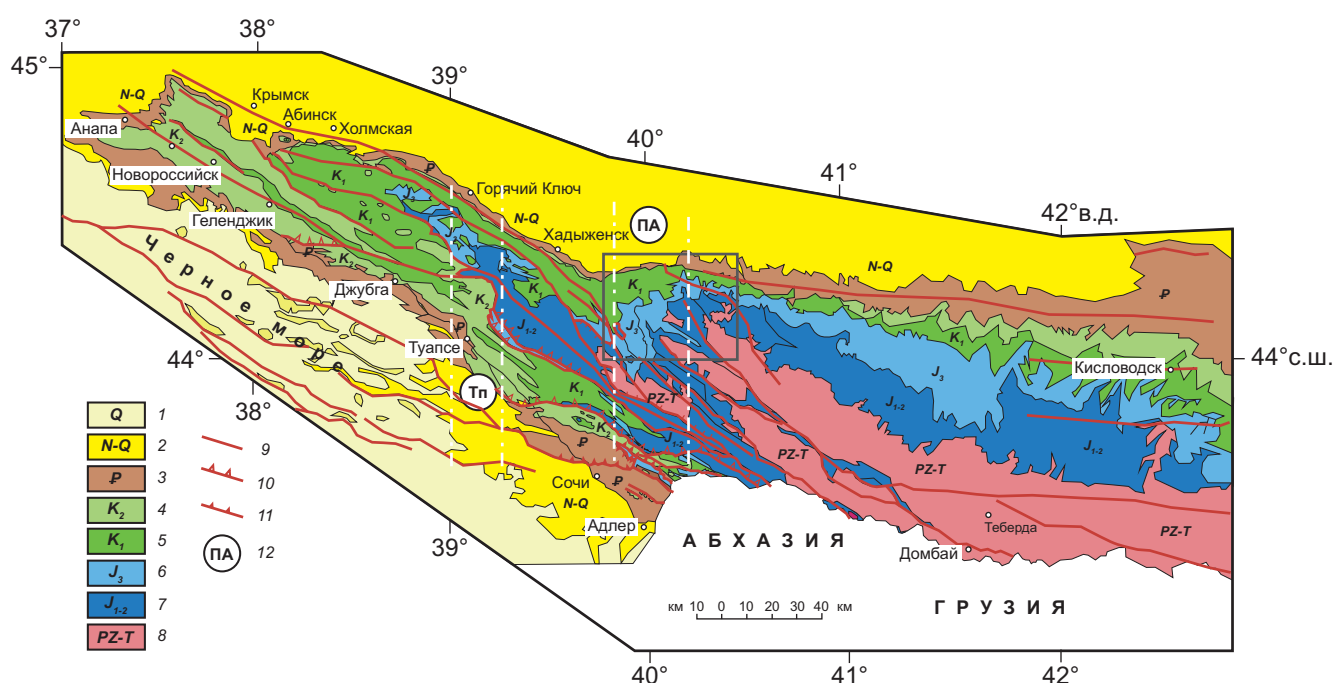 37°
38°
45°
39°
N-Q
Крымск
Абинск
Холмская
N-Q
Анапа
K₂
40°
Новороссийск
K₁
P
Горячий Ключ
41°
J₃
Геленджик
K₁
N-Q
Хадыженск
ПА
42°в.д.
J₃
P
K₂
N-Q
K₁
K₁
P
Черное море
Джубга
K₂
J₁₋₂
J₃
K₁
P
Туапсе
44°
44°с.ш.
Кисловодск
J₃
38°
Тп
K₁
PZ-T
J₁₋₂
K₂
P
J₁₋₂
J₁₋₂
PZ-T
PZ-T
Сочи
P
N-Q
Теберда
PZ-T
Адлер
39°
АБХАЗИЯ
Домбай
км 10 0 10 20 30 40 км
ГРУЗИЯ
40°
41°
42°
Q 1
N-Q 2
P 3
K₂ 4
K₁ 5
J₃ 6
J₁₋₂ 7
PZ-T 8
9
10
11
ПА 12